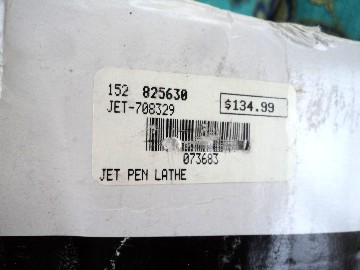 152 825630
JET-708329
$134.99
073683
JET PEN LATHE